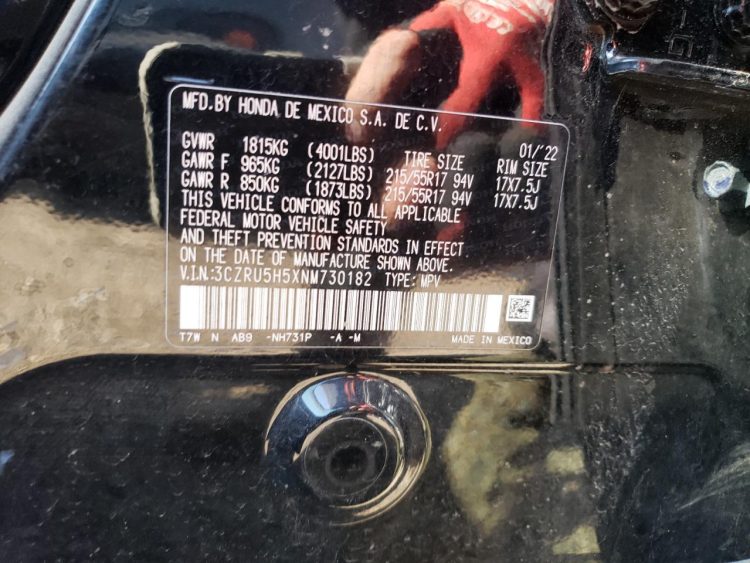 MFD. BY HONDA DE MEXICO S.A. DE C.V.
01/'22
GVWR 1815KG (4001LBS) TIRE SIZE RIM SIZE
GAWR F 965KG (2127LBS) 215/55R17 94V 17X7.5J
GAWR R 850KG (1873LBS) 215/55R17 94V 17X7.5J
THIS VEHICLE CONFORMS TO ALL APPLICABLE
FEDERAL MOTOR VEHICLE SAFETY
AND THEFT PREVENTION STANDARDS IN EFFECT
ON THE DATE OF MANUFACTURE SHOWN ABOVE.
V.I.N.:3CZRU5H5XNM730182 TYPE: MPV
T7W N AB9 -NH731P -A -M MADE IN MEXICO